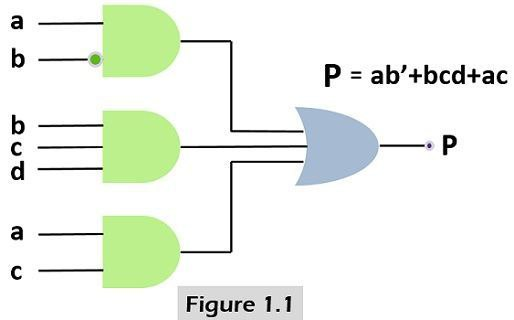 a
b
P = ab’+bcd+ac
b
c
d
P
a
c
Figure 1.1